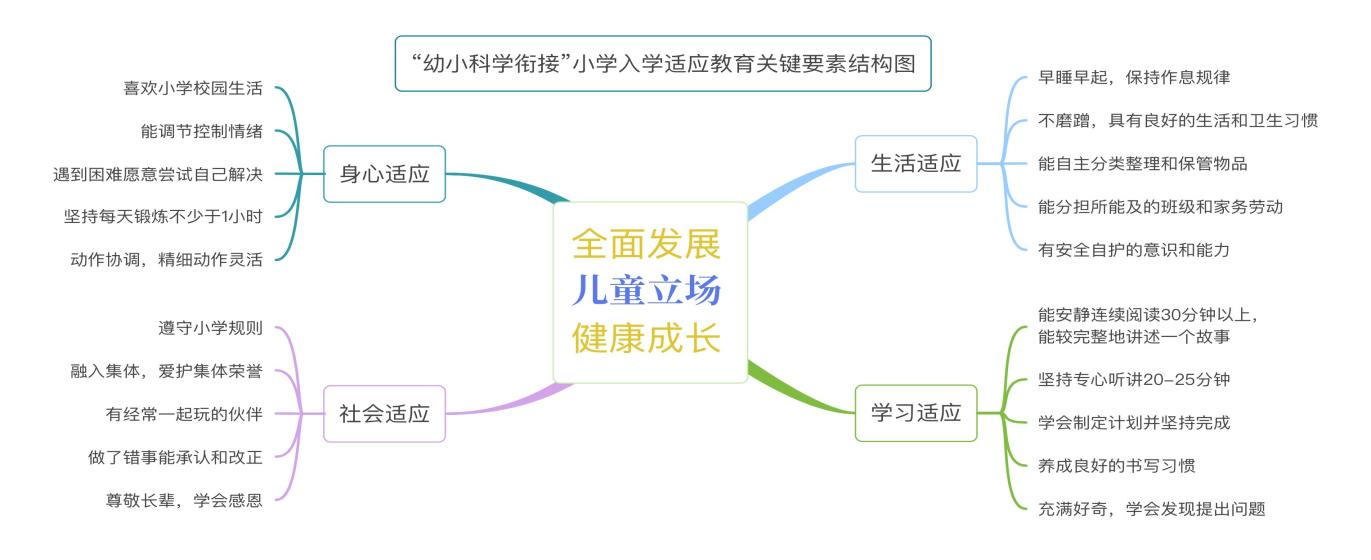 “幼小科学衔接”小学入学适应教育关键要素结构图
全面发展
儿童立场
健康成长
身心适应
喜欢小学校园生活
能调节控制情绪
遇到困难愿意尝试自己解决
坚持每天锻炼不少于1小时
动作协调，精细动作灵活
社会适应
遵守小学规则
融入集体，爱护集体荣誉
有经常一起玩的伙伴
做了错事能承认和改正
尊敬长辈，学会感恩
生活适应
早睡早起，保持作息规律
不磨蹭，具有良好的生活和卫生习惯
能自主分类整理和保管物品
能分担所能及的班级和家务劳动
有安全自护的意识和能力
学习适应
能安静连续阅读30分钟以上，
能较完整地讲述一个故事
坚持专心听讲20–25分钟
学会制定计划并坚持完成
养成良好的书写习惯
充满好奇，学会发现提出问题